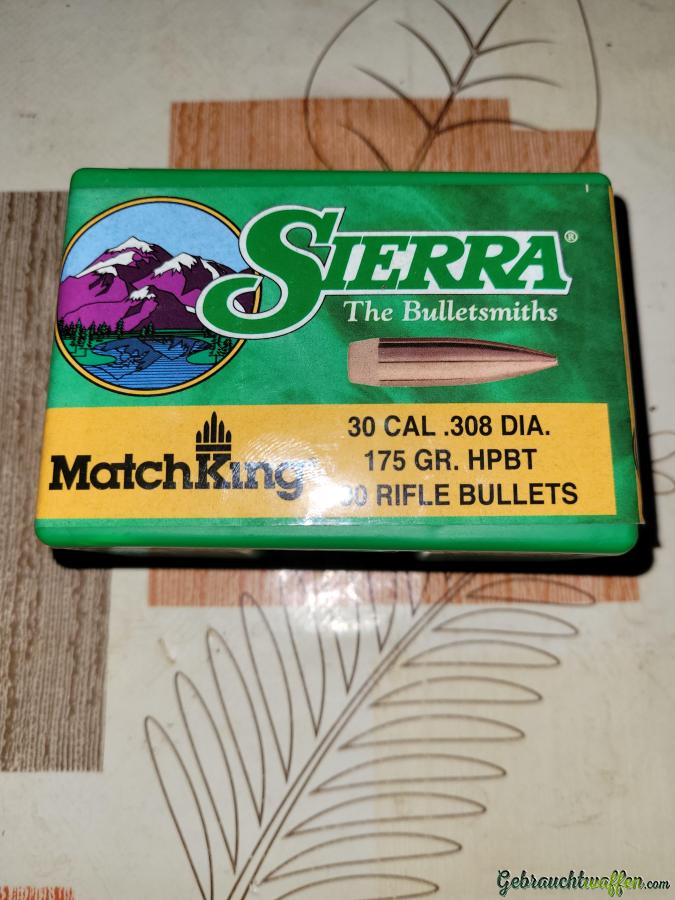 SIERRA®
The Bulletsmiths
MatchKing
30 CAL .308 DIA.
175 GR. HPBT
RIFLE BULLETS
Gebrauchtwaffen.com